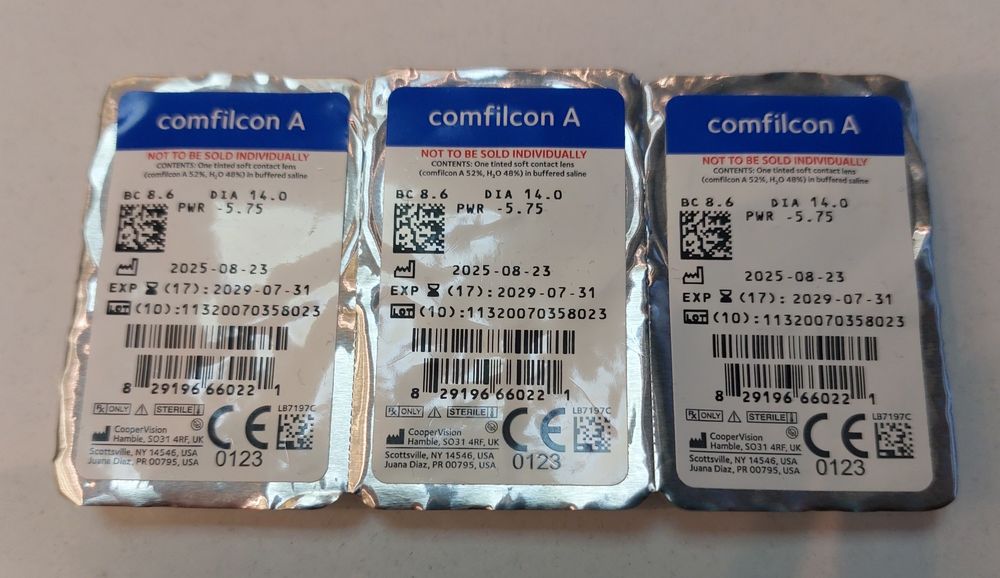 comfilcon A
NOT TO BE SOLD INDIVIDUALLY
CONTENTS: One tinted soft contact lens
(comfilcon A 52%, H₂O 48%) in buffered saline
BC 8.6 DIA 14.0
PWR -5.75
2025-08-23
EXP (17): 2029-07-31
LOT (10):11320070358023
8 29196 66022 1
Rx ONLY STERILE
LB7197C
CooperVision
Hamble, SO31 4RF, UK
Scottsville, NY 14546, USA
Juana Diaz, PR 00795, USA
CE
0123
comfilcon A
NOT TO BE SOLD INDIVIDUALLY
CONTENTS: One tinted soft contact lens
(comfilcon A 52%, H₂O 48%) in buffered saline
BC 8.6 DIA 14.0
PWR -5.75
2025-08-23
EXP (17): 2029-07-31
LOT (10):11320070358023
8 29196 66022 1
Rx ONLY STERILE
LB7197C
CooperVision
Hamble, SO31 4RF, UK
Scottsville, NY 14546, USA
Juana Diaz, PR 00795, USA
CE
0123
comfilcon A
NOT TO BE SOLD INDIVIDUALLY
CONTENTS: One tinted soft contact lens
(comfilcon A 52%, H₂O 48%) in buffered saline
BC 8.6 DIA 14.0
PWR -5.75
2025-08-23
EXP (17): 2029-07-31
LOT (10):11320070358023
8 29196 66022 1
Rx ONLY STERILE
LB7197C
CooperVision
Hamble, SO31 4RF, UK
Scottsville, NY 14546, USA
Juana Diaz, PR 00795, USA
CE
0123